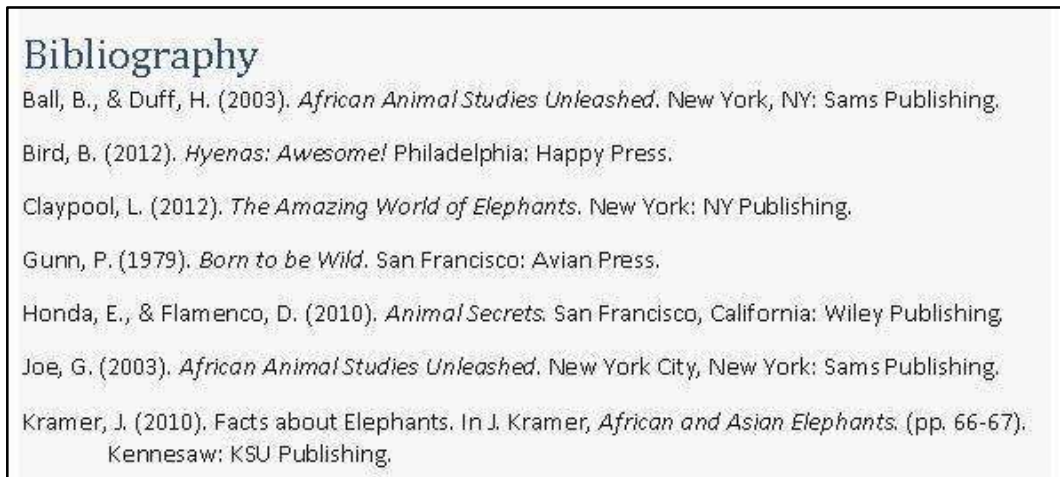 Bibliography
Ball, B., & Duff, H. (2003). African Animal Studies Unleashed. New York, NY: Sams Publishing.
Bird, B. (2012). Hyenas: Awesome! Philadelphia: Happy Press.
Claypool, L. (2012). The Amazing World of Elephants. New York: NY Publishing.
Gunn, P. (1979). Born to be Wild. San Francisco: Avian Press.
Honda, E., & Flamenco, D. (2010). Animal Secrets. San Francisco, California: Wiley Publishing.
Joe, G. (2003). African Animal Studies Unleashed. New York City, New York: Sams Publishing.
Kramer, J. (2010). Facts about Elephants. In J. Kramer, African and Asian Elephants. (pp. 66-67).
Kennesaw: KSU Publishing.